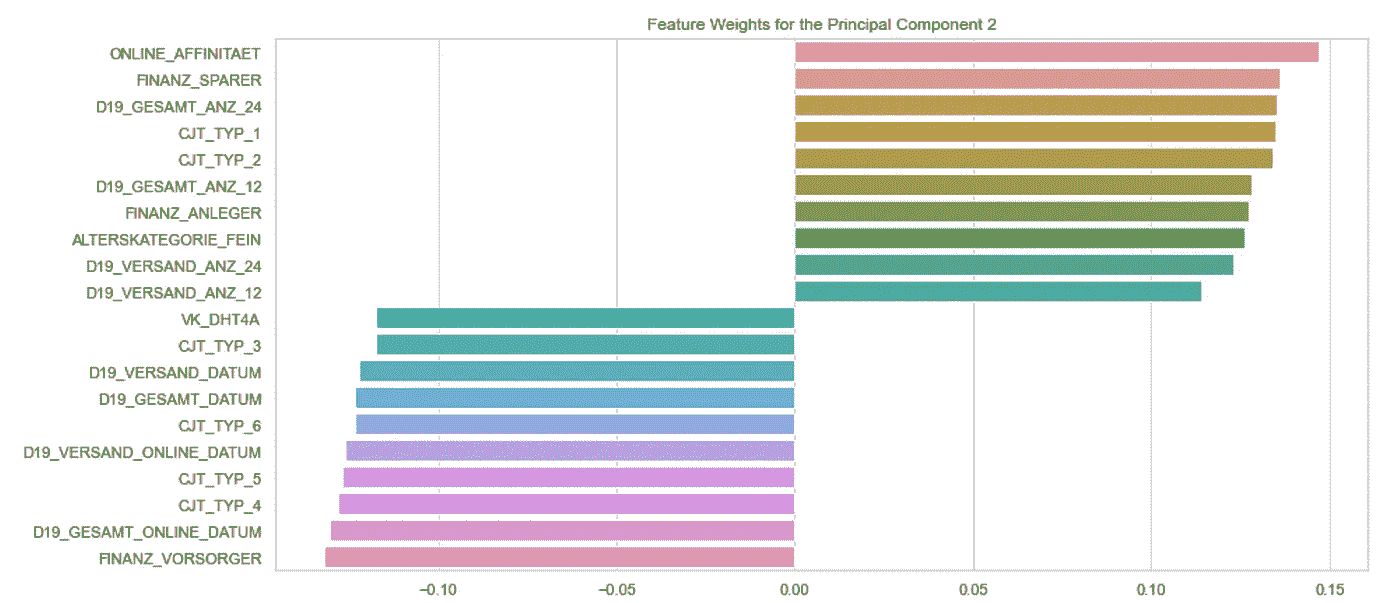 Feature Weights for the Principal Component 2
ONLINE_AFFINITAET
FINANZ_SPARER
D19_GESAMT_ANZ_24
CJT_TYP_1
CJT_TYP_2
D19_GESAMT_ANZ_12
FINANZ_ANLEGER
ALTERSKATEGORIE_FEIN
D19_VERSAND_ANZ_24
D19_VERSAND_ANZ_12
VK_DHT4A
CJT_TYP_3
D19_VERSAND_DATUM
D19_GESAMT_DATUM
CJT_TYP_6
D19_VERSAND_ONLINE_DATUM
CJT_TYP_5
CJT_TYP_4
D19_GESAMT_ONLINE_DATUM
FINANZ_VORSORGER
−0.10 −0.05 0.00 0.05 0.10 0.15